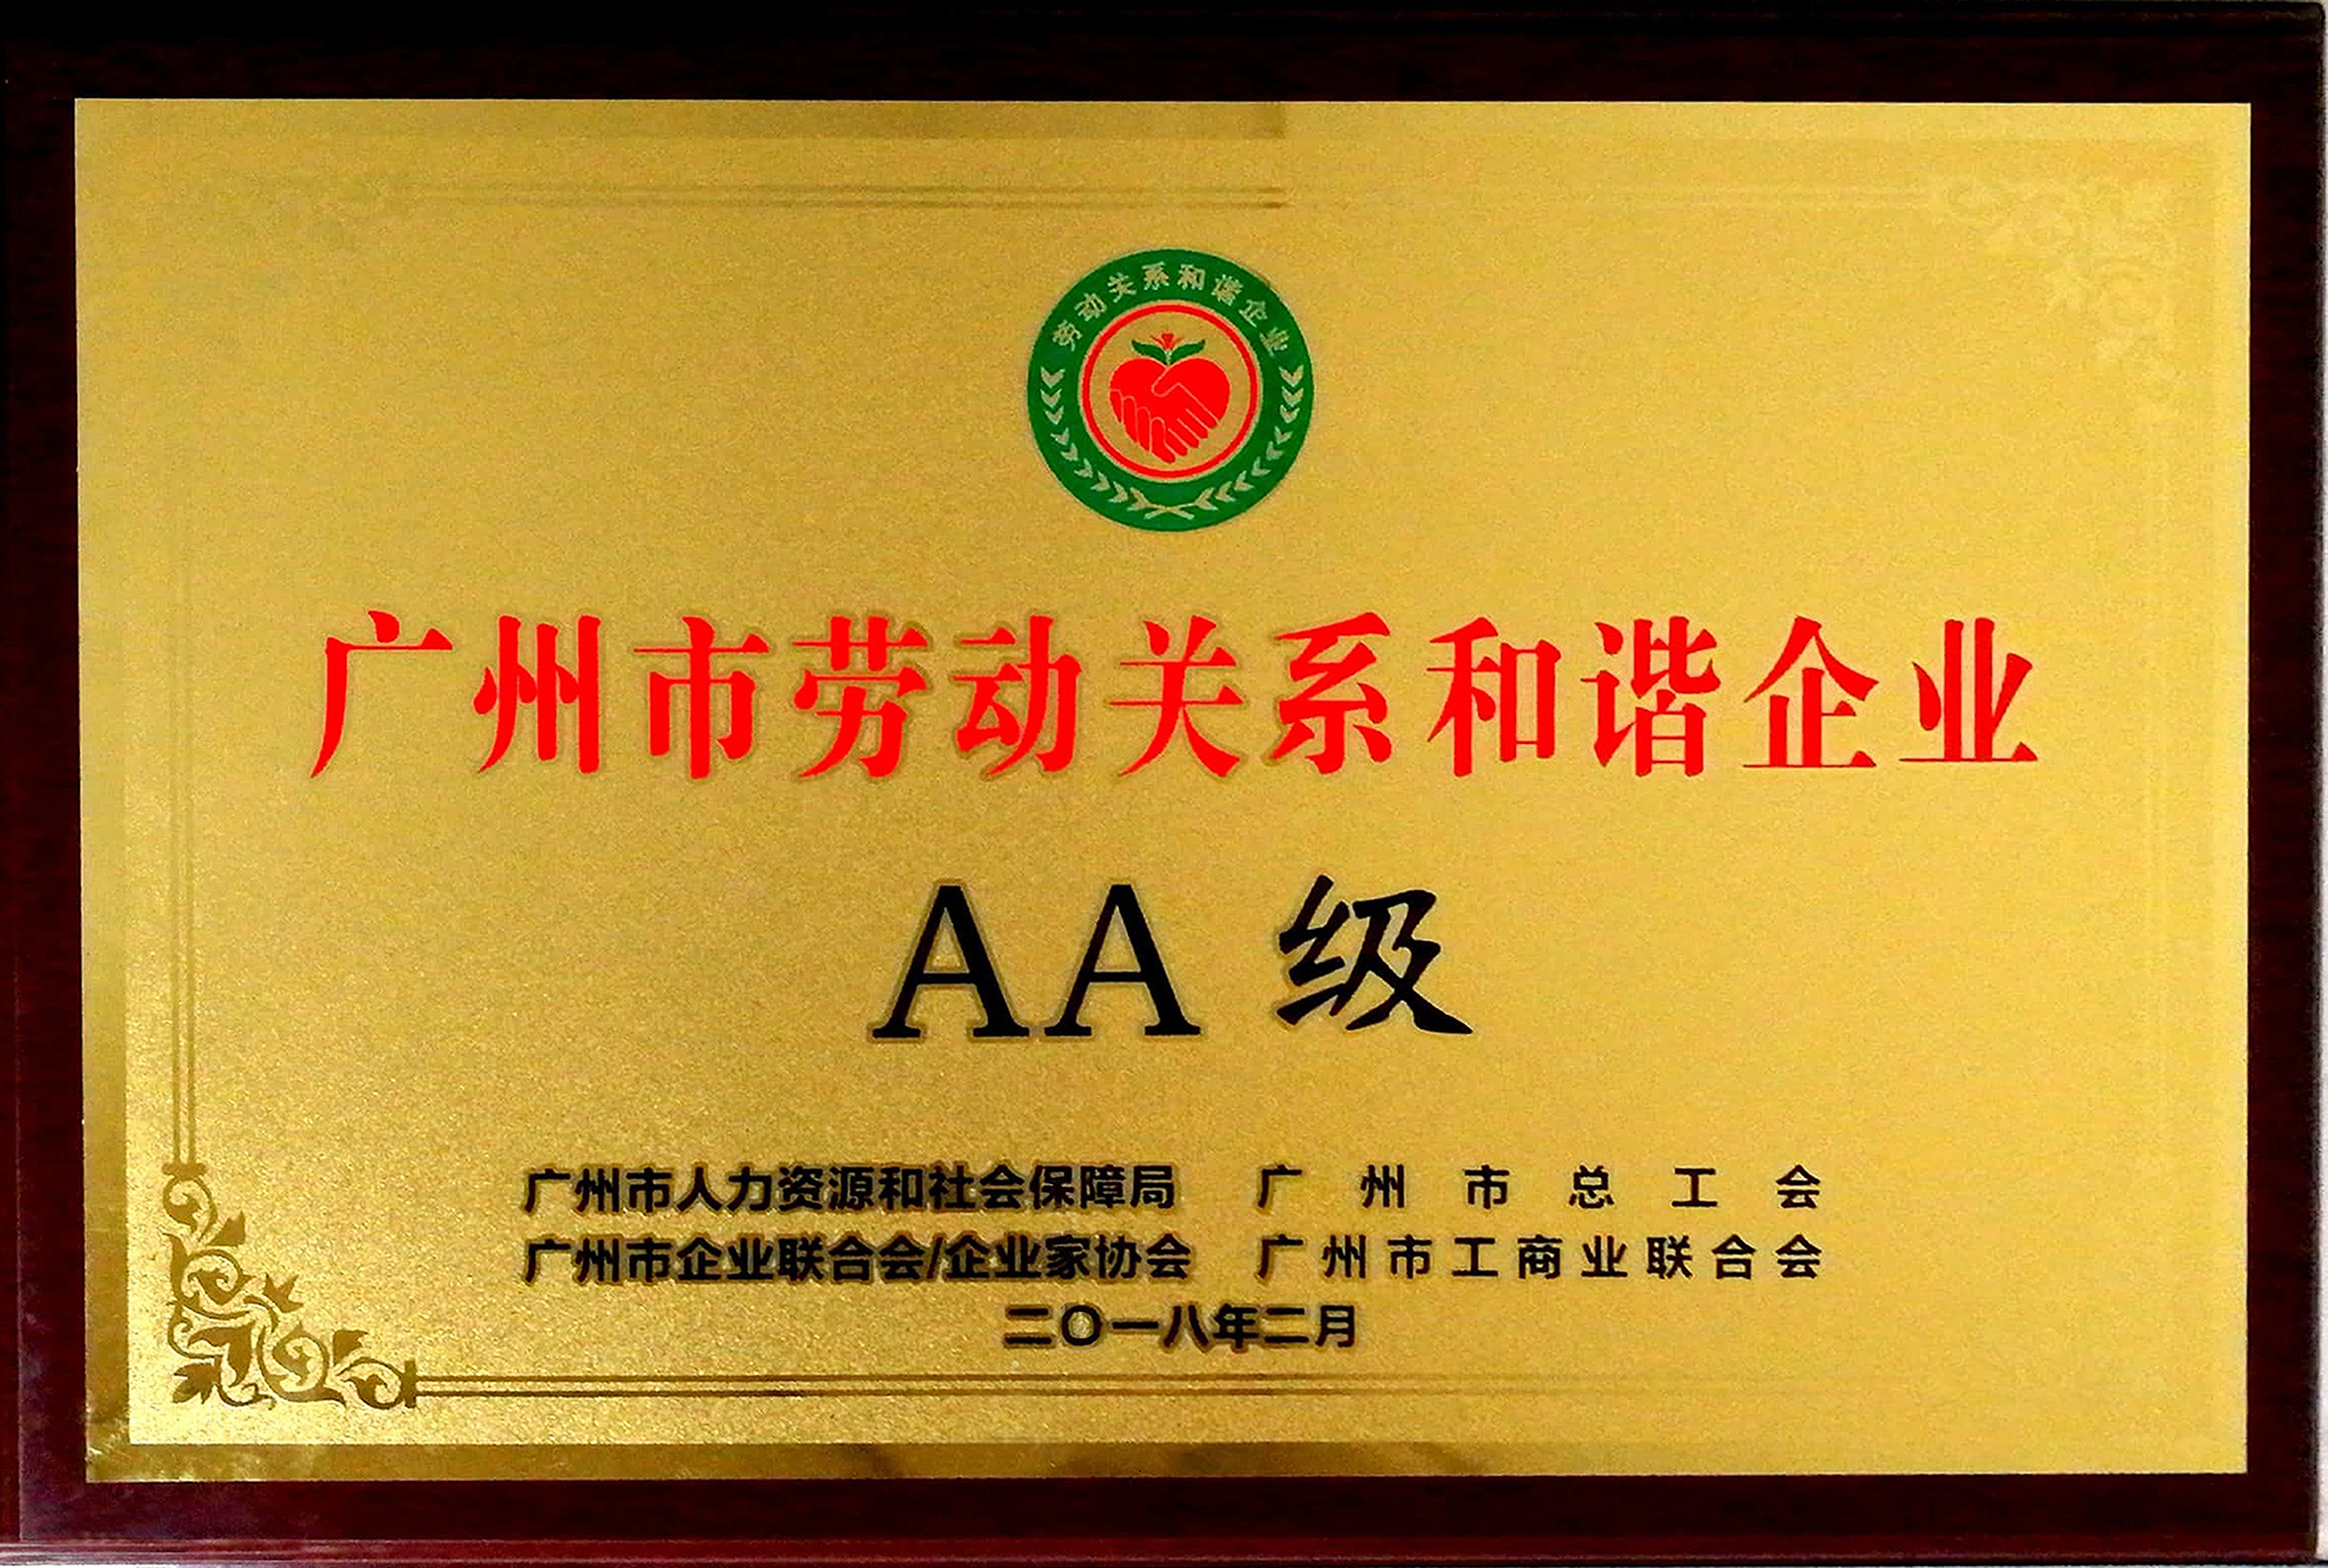 劳动关系和谐企业
广州市劳动关系和谐企业
AA 级
广州市人力资源和社会保障局 广州市总工会
广州市企业联合会/企业家协会 广州市工商业联合会
二〇一八年二月